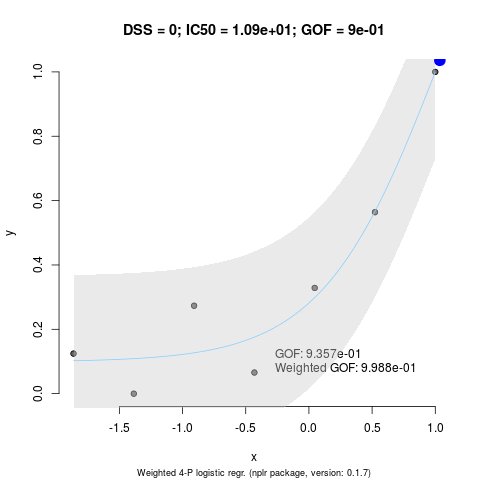 DSS = 0; IC50 = 1.09e+01; GOF = 9e-01
1.0
0.8
0.6
0.4
0.2
0.0
y
GOF: 9.357e-01
Weighted GOF: 9.988e-01
-1.5 -1.0 -0.5 0.0 0.5 1.0
x
Weighted 4-P logistic regr. (nplr package, version: 0.1.7)